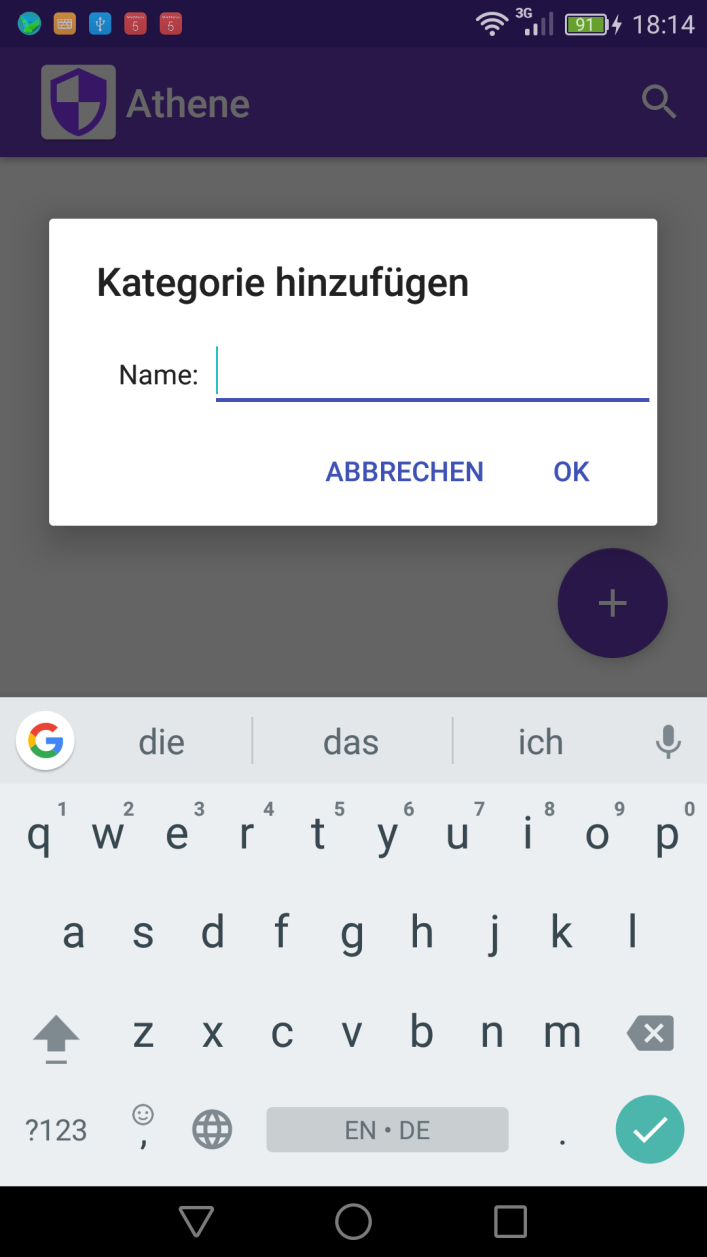 3G 91 18:14
Athene
Kategorie hinzufügen
Name:
ABBRECHEN OK
+
die das ich
1 2 3 4 5 6 7 8 9 0
q w e r t y u i o p
a s d f g h j k l
z x c v b n m
?123 , EN • DE .